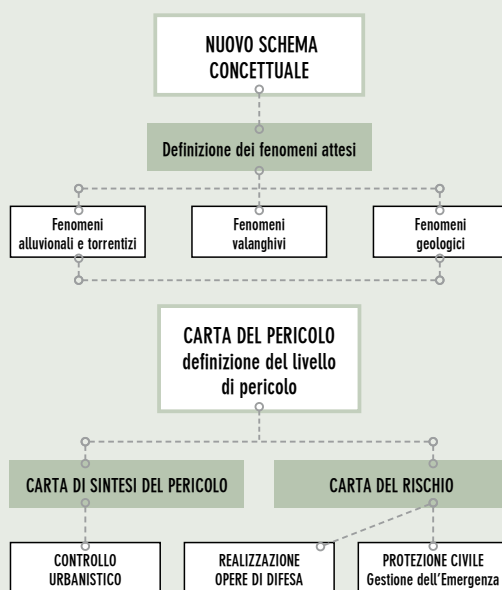 NUOVO SCHEMA
CONCETTUALE
Definizione dei fenomeni attesi
Fenomeni
alluvionali e torrentizi
Fenomeni
valanghivi
Fenomeni
geologici
CARTA DEL PERICOLO
definizione del livello
di pericolo
CARTA DI SINTESI DEL PERICOLO
CARTA DEL RISCHIO
CONTROLLO
URBANISTICO
REALIZZAZIONE
OPERE DI DIFESA
PROTEZIONE CIVILE
Gestione dell'Emergenza